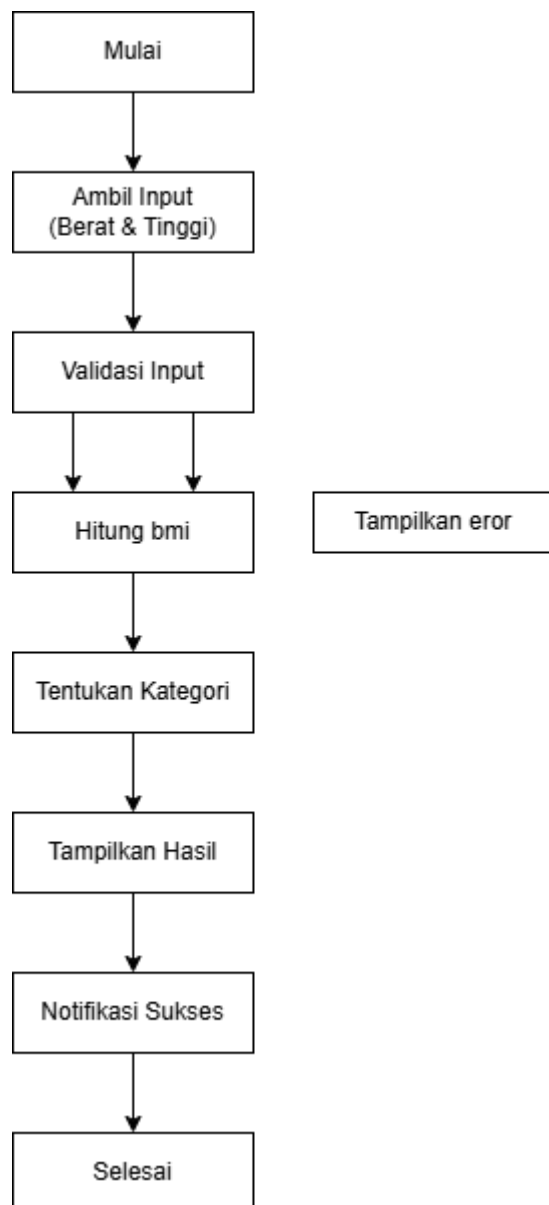 Mulai
Ambil Input
(Berat & Tinggi)
Validasi Input
Hitung bmi
Tampilkan eror
Tentukan Kategori
Tampilkan Hasil
Notifikasi Sukses
Selesai